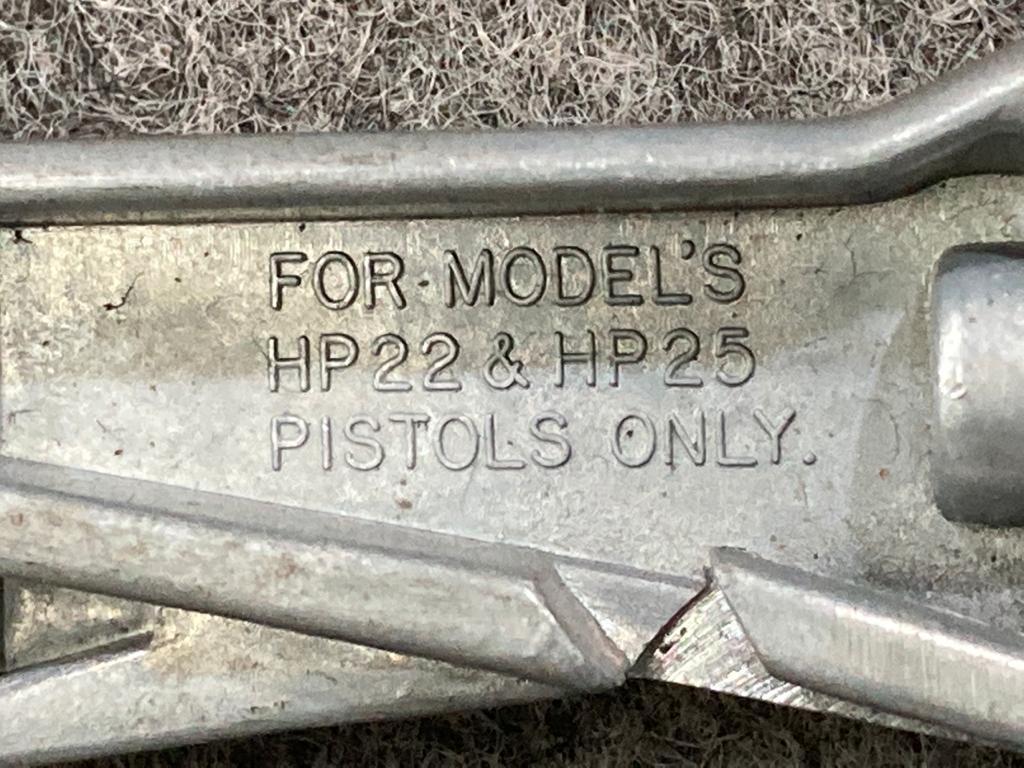 FOR MODEL'S
HP22 & HP25
PISTOLS ONLY.